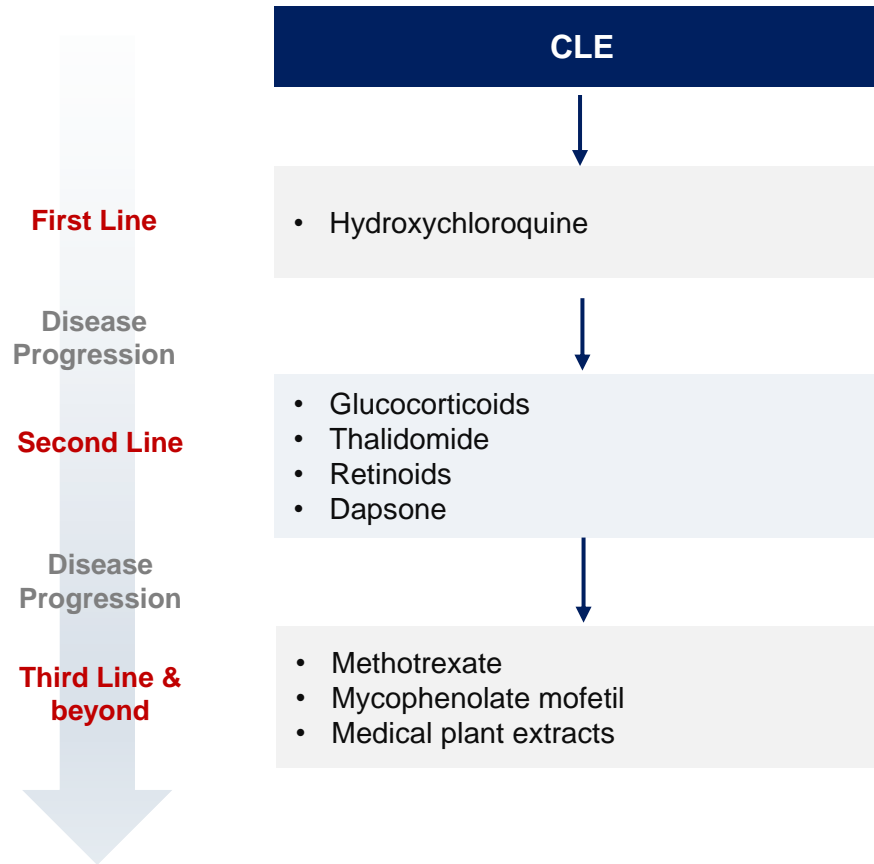 CLE
First Line
• Hydroxychloroquine
Disease
Progression
Second Line
• Glucocorticoids
• Thalidomide
• Retinoids
• Dapsone
Disease
Progression
Third Line &
beyond
• Methotrexate
• Mycophenolate mofetil
• Medical plant extracts